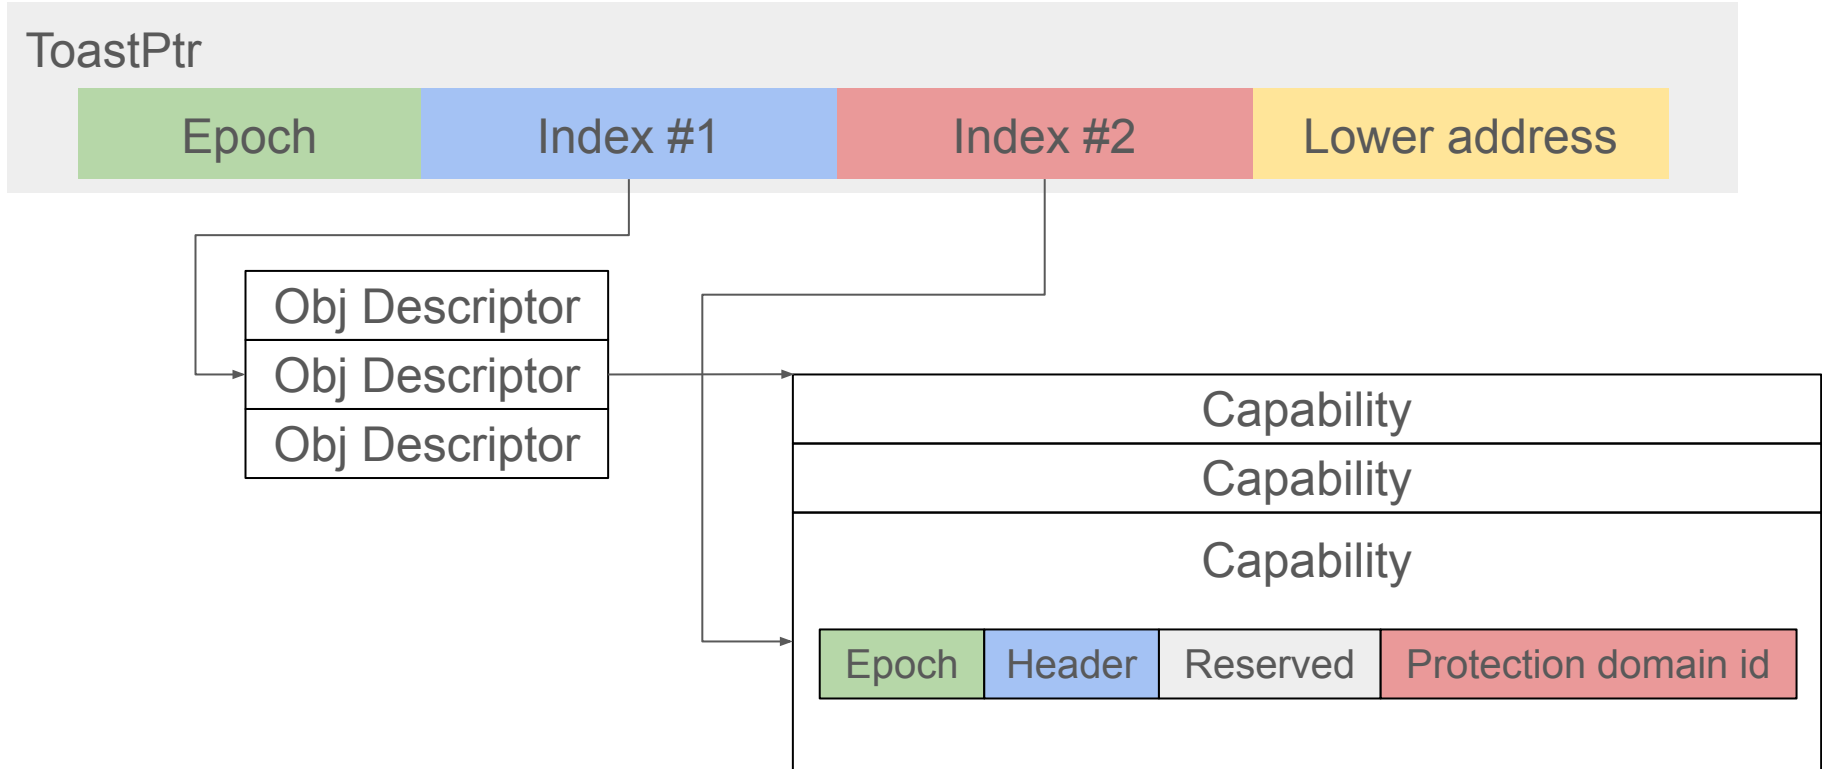 ToastPtr
Epoch Index #1 Index #2 Lower address
Obj Descriptor
Obj Descriptor
Obj Descriptor
Capability
Capability
Capability
Epoch Header Reserved Protection domain id